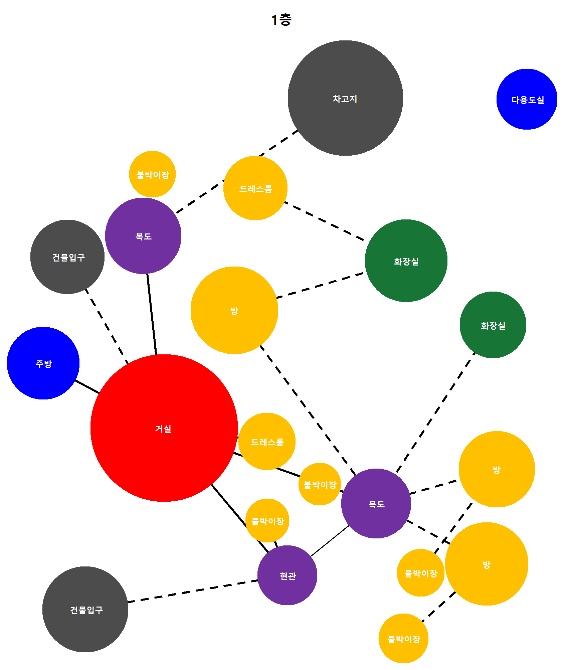 1층
차고지
다용도실
붙박이장
드레스룸
복도
건물입구
화장실
방
화장실
주방
거실
드레스룸
방
붙박이장
복도
붙박이장
현관
붙박이장
방
건물입구
붙박이장